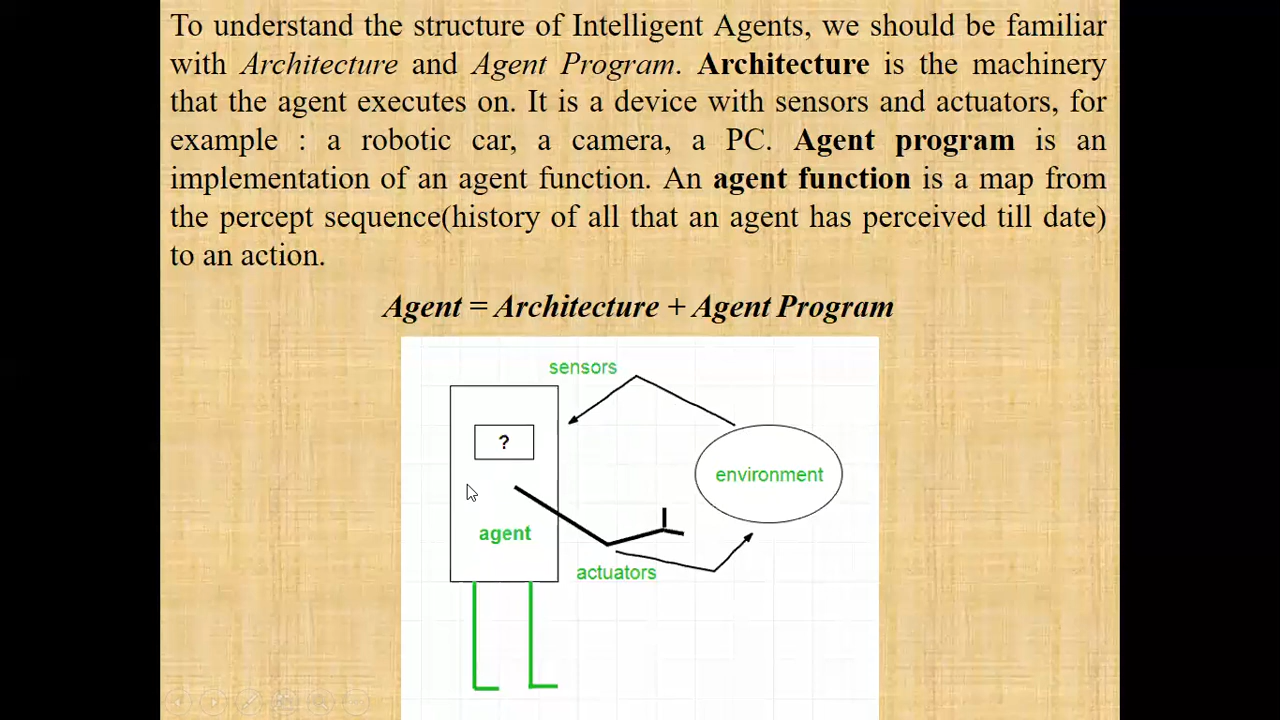 To understand the structure of Intelligent Agents, we should be familiar
with Architecture and Agent Program. Architecture is the machinery
that the agent executes on. It is a device with sensors and actuators, for
example : a robotic car, a camera, a PC. Agent program is an
implementation of an agent function. An agent function is a map from
the percept sequence(history of all that an agent has perceived till date)
to an action.
Agent = Architecture + Agent Program
sensors
?
environment
agent
actuators